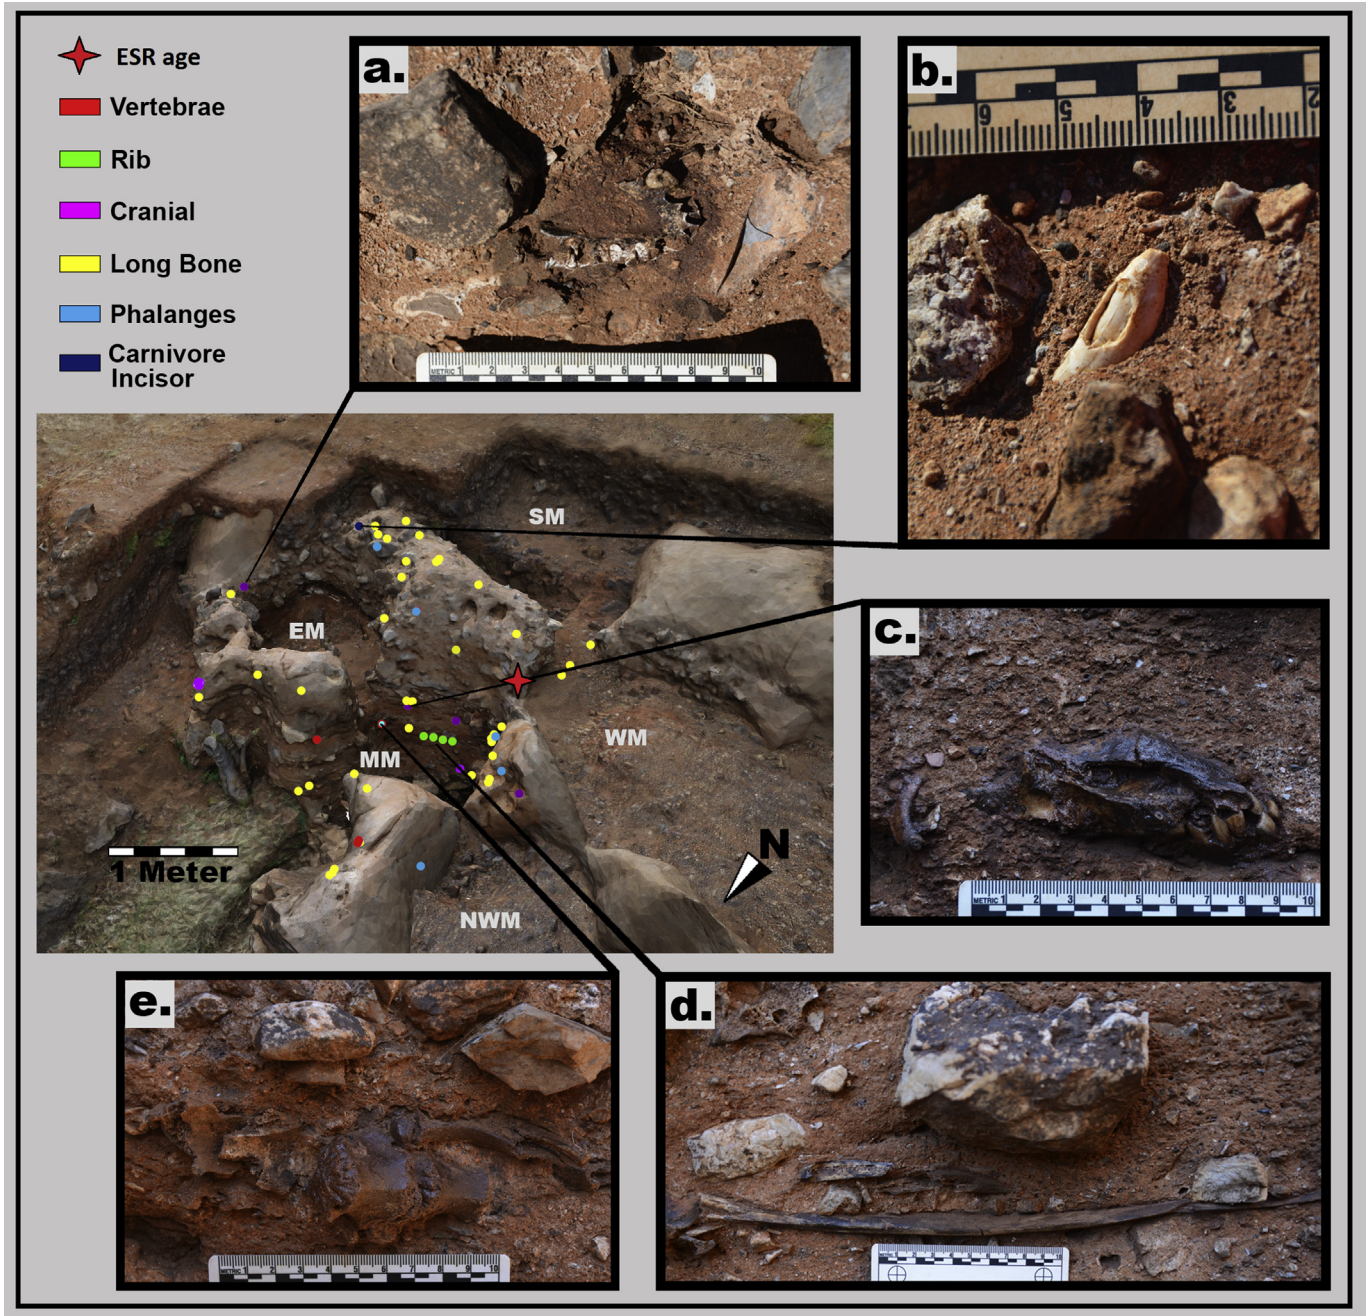 ESR age
Vertebrae
Rib
Cranial
Long Bone
Phalanges
Carnivore
Incisor
a.
METRIC 1 2 3 4 5 6 7 8 9 10
b.
6 5 4 3 2
SM
EM
MM
WM
NWM
N
1 Meter
c.
METRIC 1 2 3 4 5 6 7 8 9 10
e.
METRIC 1 2 3 4 5 6 7 8 9 10
d.